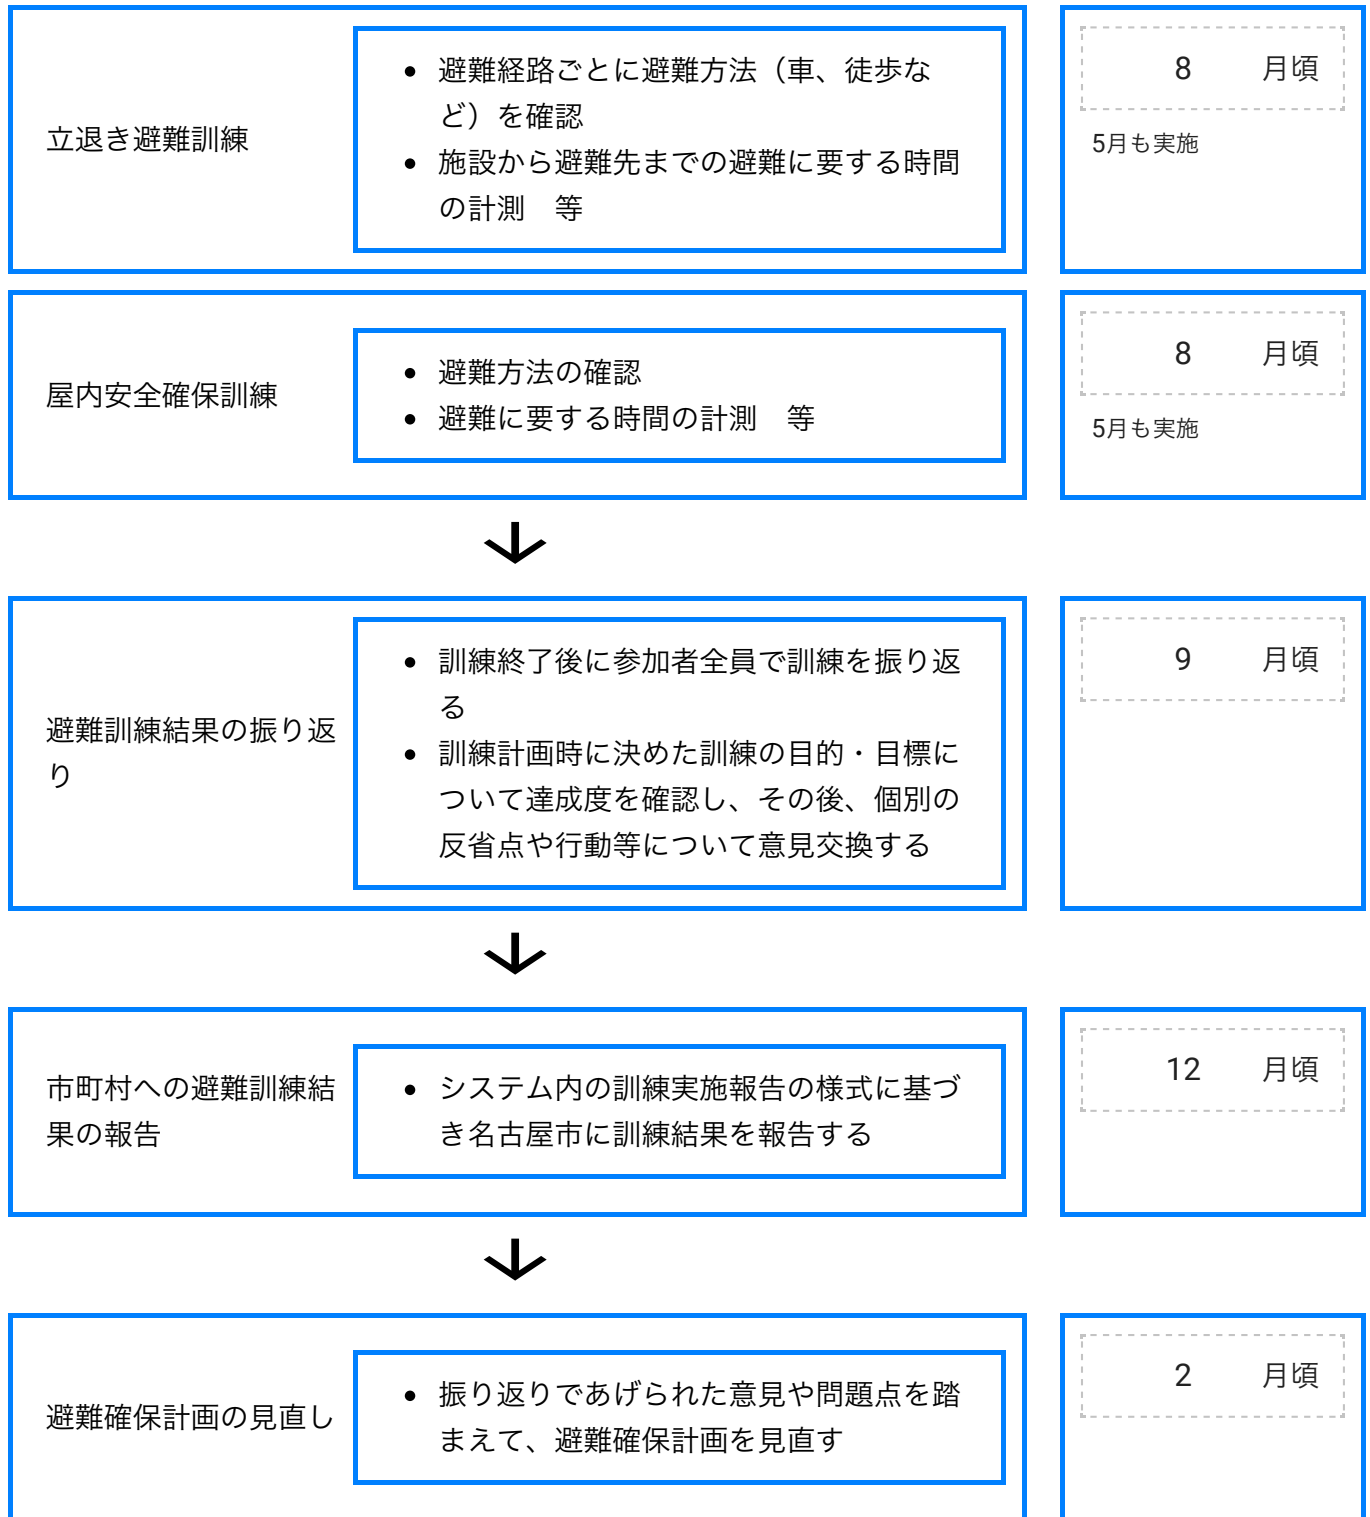 立退き避難訓練
• 避難経路ごとに避難方法（車、徒歩な
ど）を確認
• 施設から避難先までの避難に要する時間
の計測　等
8 月頃
5月も実施
屋内安全確保訓練
• 避難方法の確認
• 避難に要する時間の計測　等
8 月頃
5月も実施
避難訓練結果の振り返
り
• 訓練終了後に参加者全員で訓練を振り返
る
• 訓練計画時に決めた訓練の目的・目標に
ついて達成度を確認し、その後、個別の
反省点や行動等について意見交換する
9 月頃
市町村への避難訓練結
果の報告
• システム内の訓練実施報告の様式に基づ
き名古屋市に訓練結果を報告する
12 月頃
避難確保計画の見直し
• 振り返りであげられた意見や問題点を踏
まえて、避難確保計画を見直す
2 月頃